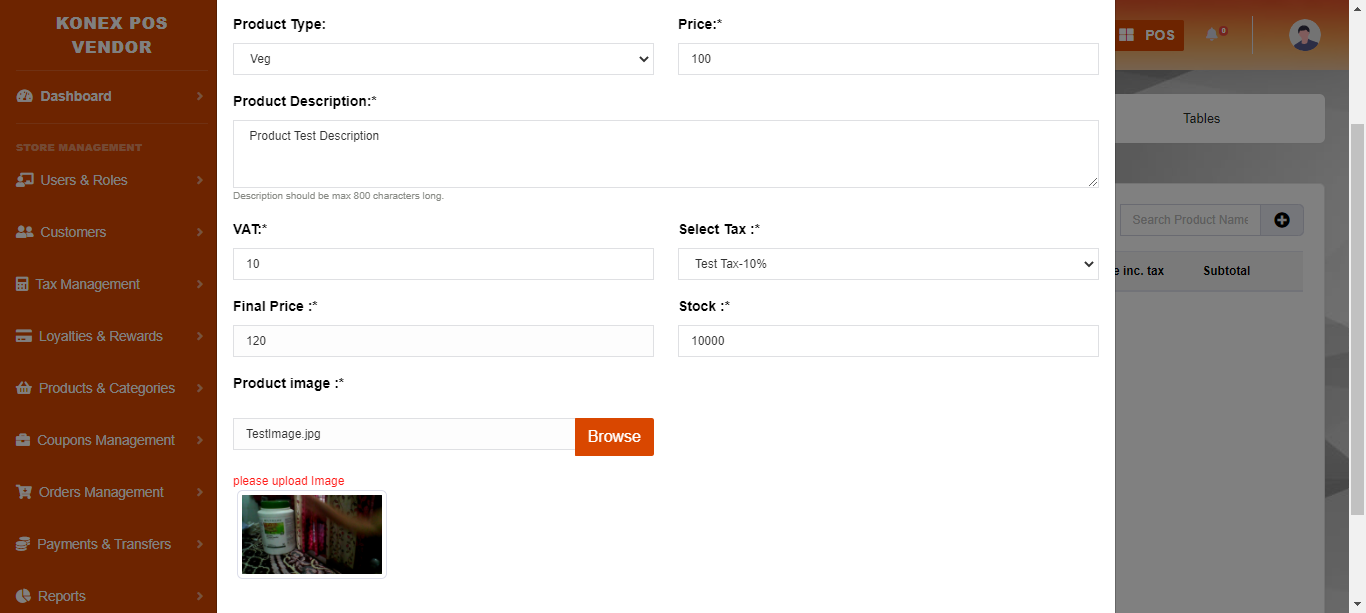 KONEX POS
VENDOR
Dashboard
STORE MANAGEMENT
Users & Roles
Customers
Tax Management
Loyalties & Rewards
Products & Categories
Coupons Management
Orders Management
Payments & Transfers
Reports
Product Type:
Price:*
Veg
100
Product Description:*
Product Test Description
Description should be max 800 characters long.
VAT:*
Select Tax :*
10
Test Tax-10%
Final Price :*
Stock :*
120
10000
Product image :*
TestImage.jpg
Browse
please upload Image
POS
0
Tables
Search Product Name
e inc. tax
Subtotal